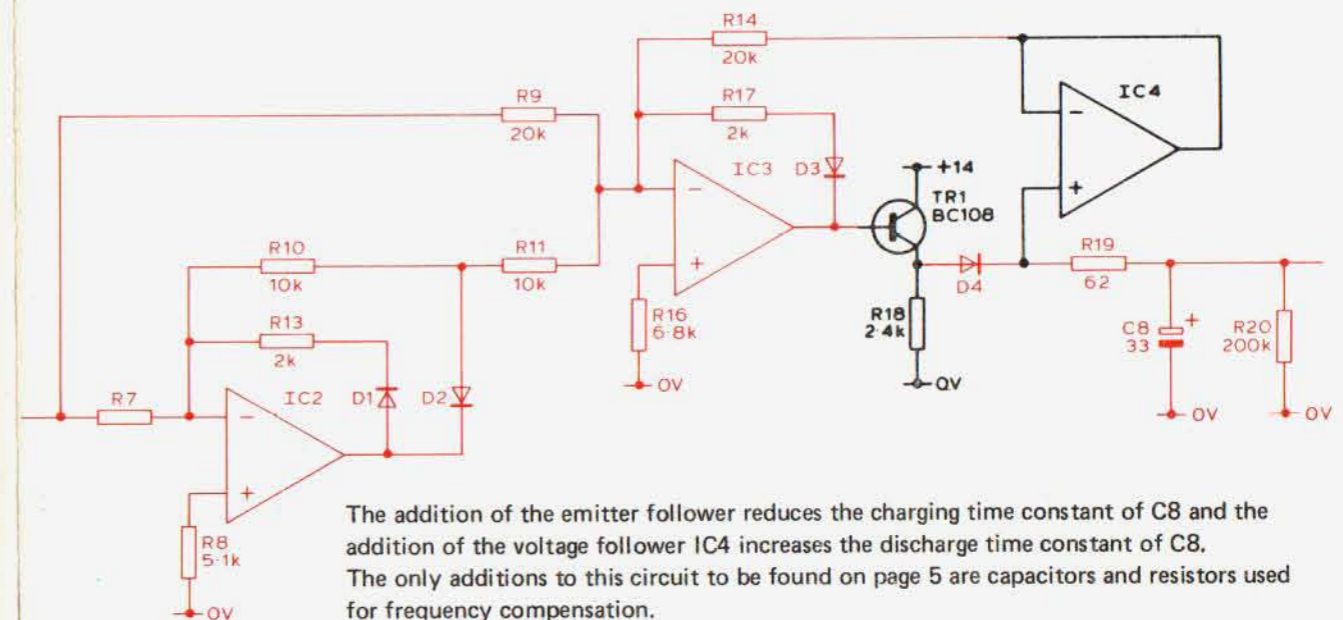 R14
20k
IC4
R9
20k
R17
2k
−
+
IC3
D3
+14
TR1
BC108
−
+
R10
10k
R11
10k
R19
62
D4
R16
6·8k
R18
2·4k
C8
33
+
R20
200k
R13
2k
0V
0V
R7
IC2
D1
D2
−
+
0V
0V
R8
5·1k
0V
The addition of the emitter follower reduces the charging time constant of C8 and the
addition of the voltage follower IC4 increases the discharge time constant of C8.
The only additions to this circuit to be found on page 5 are capacitors and resistors used
for frequency compensation.